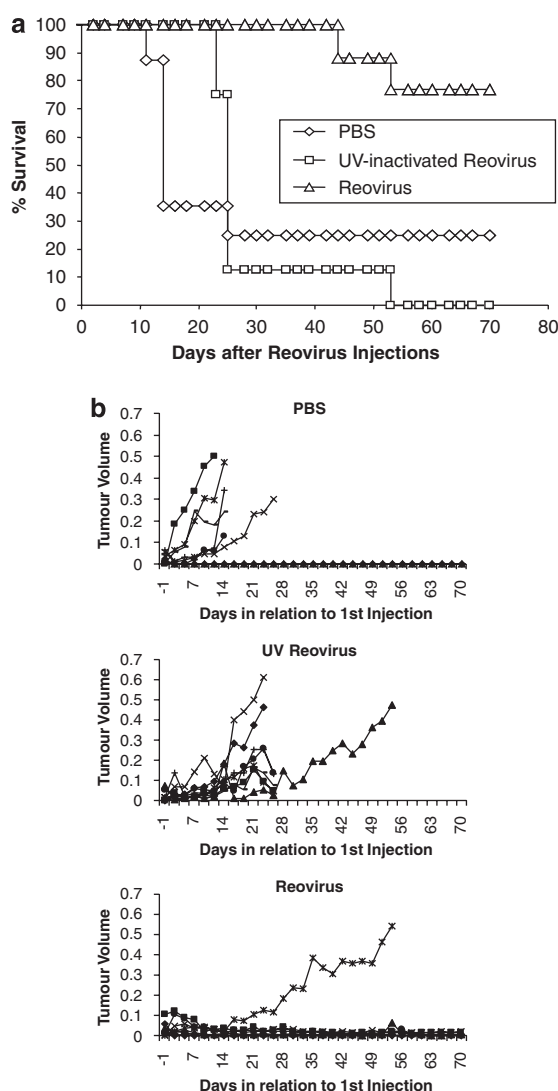 a
100
90
80
70
60
50
40
30
20
10
0
% Survival
PBS
UV-inactivated Reovirus
Reovirus
0 10 20 30 40 50 60 70 80
Days after Reovirus Injections
b
PBS
0.7
0.6
0.5
0.4
0.3
0.2
0.1
0
Tumour Volume
-1 7 14 21 28 35 42 49 56 63 70
Days in relation to 1st Injection
UV Reovirus
0.7
0.6
0.5
0.4
0.3
0.2
0.1
0
Tumour Volume
-1 7 14 21 28 35 42 49 56 63 70
Days in relation to 1st Injection
Reovirus
0.7
0.6
0.5
0.4
0.3
0.2
0.1
0
Tumour Volume
-1 7 14 21 28 35 42 49 56 63 70
Days in relation to 1st Injection